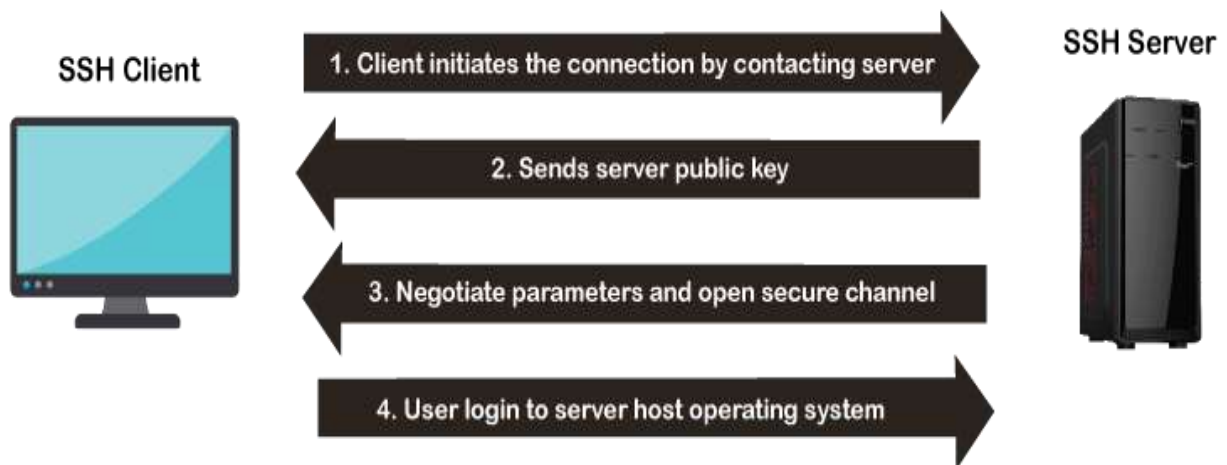 SSH Client
SSH Server
1. Client initiates the connection by contacting server
2. Sends server public key
3. Negotiate parameters and open secure channel
4. User login to server host operating system